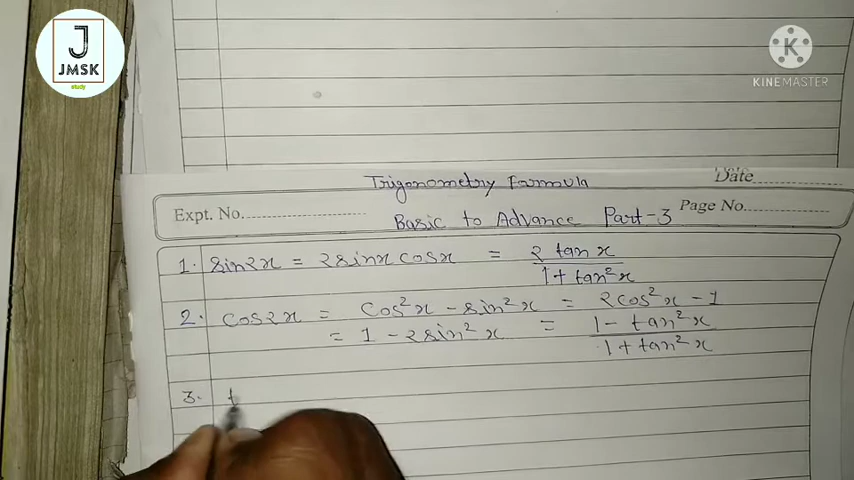 J
JMSK
study
K
KINEMASTER
Trigonometry Formula
Date
Expt. No.
Basic to Advance Part-3
Page No.
1. sin2x = 2sinx cosx = 2 tan x / 1 + tan²x
2. cos2x = cos²x - sin²x = 2cos²x - 1
= 1 - 2sin²x = 1 - tan²x / 1 + tan²x
3. t